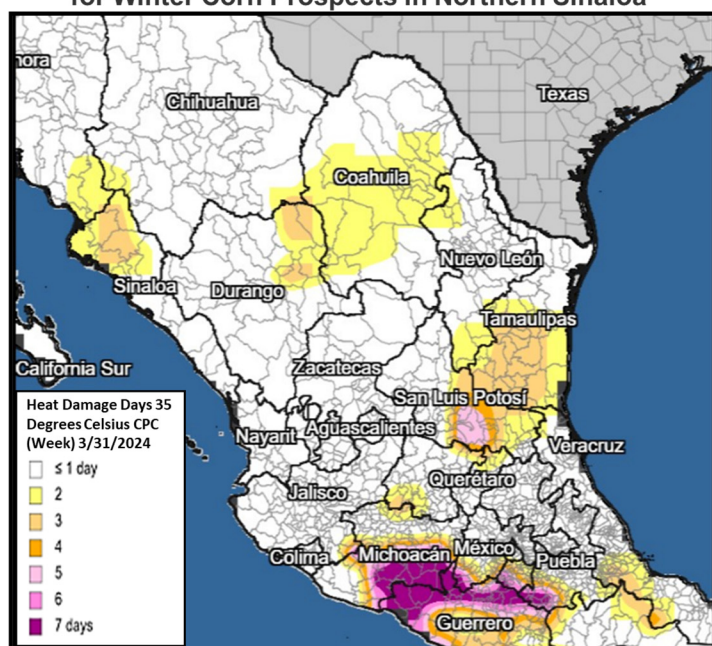 for Winter Corn Prospects in Northern Sinaloa
nora
Chihuahua
Texas
Coahuila
Nuevo León
Sinaloa
Durango
Tamaulipas
California Sur
Zacatecas
San Luis Potosí
Nayarit
Aguascalientes
Veracruz
Querétaro
Jalisco
Colima
Michoacán
México
Puebla
Guerrero
Heat Damage Days 35
Degrees Celsius CPC
(Week) 3/31/2024
≤ 1 day
2
3
4
5
6
7 days